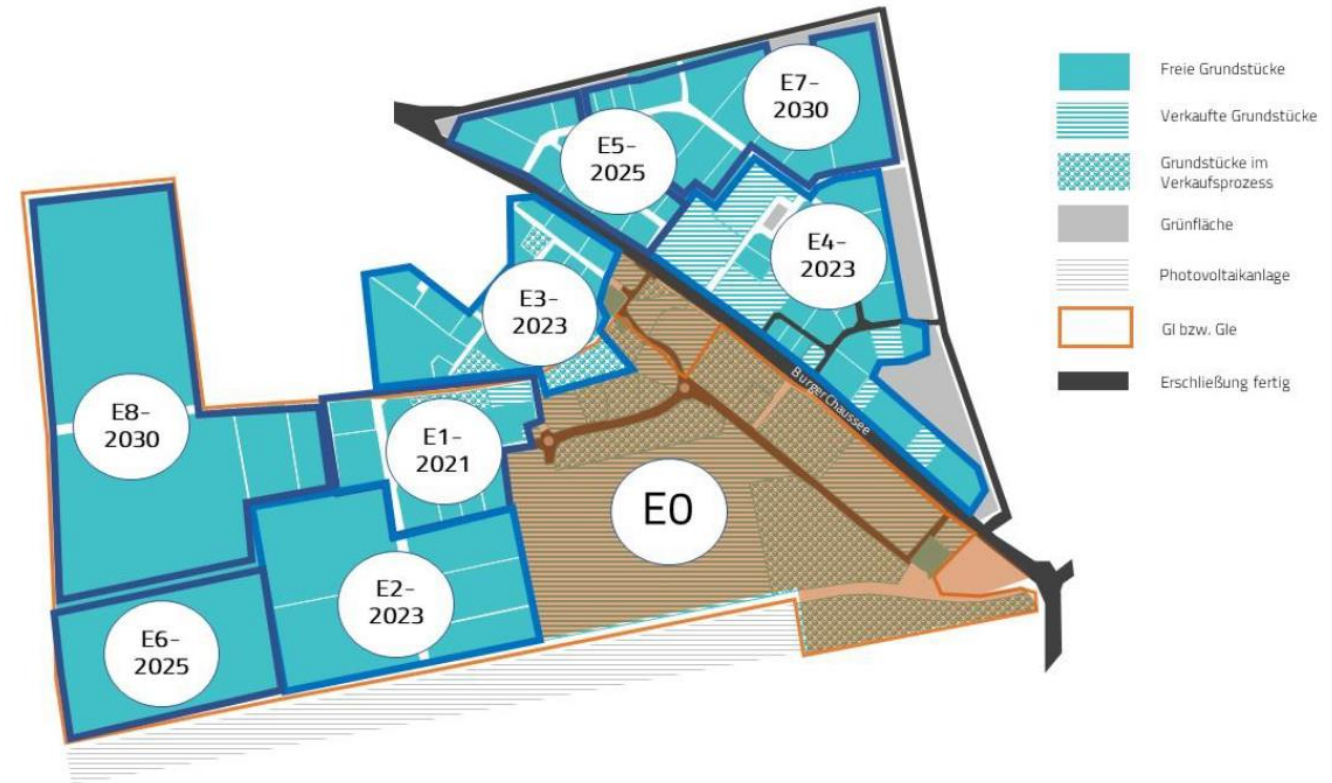 E7-
2030
E5-
2025
E4-
2023
E3-
2023
E8-
2030
E1-
2021
E0
E2-
2023
E6-
2025
Burger Chaussee
Freie Grundstücke
Verkaufte Grundstücke
Grundstücke im
Verkaufsprozess
Grünfläche
Photovoltaikanlage
GI bzw. GIe
Erschließung fertig